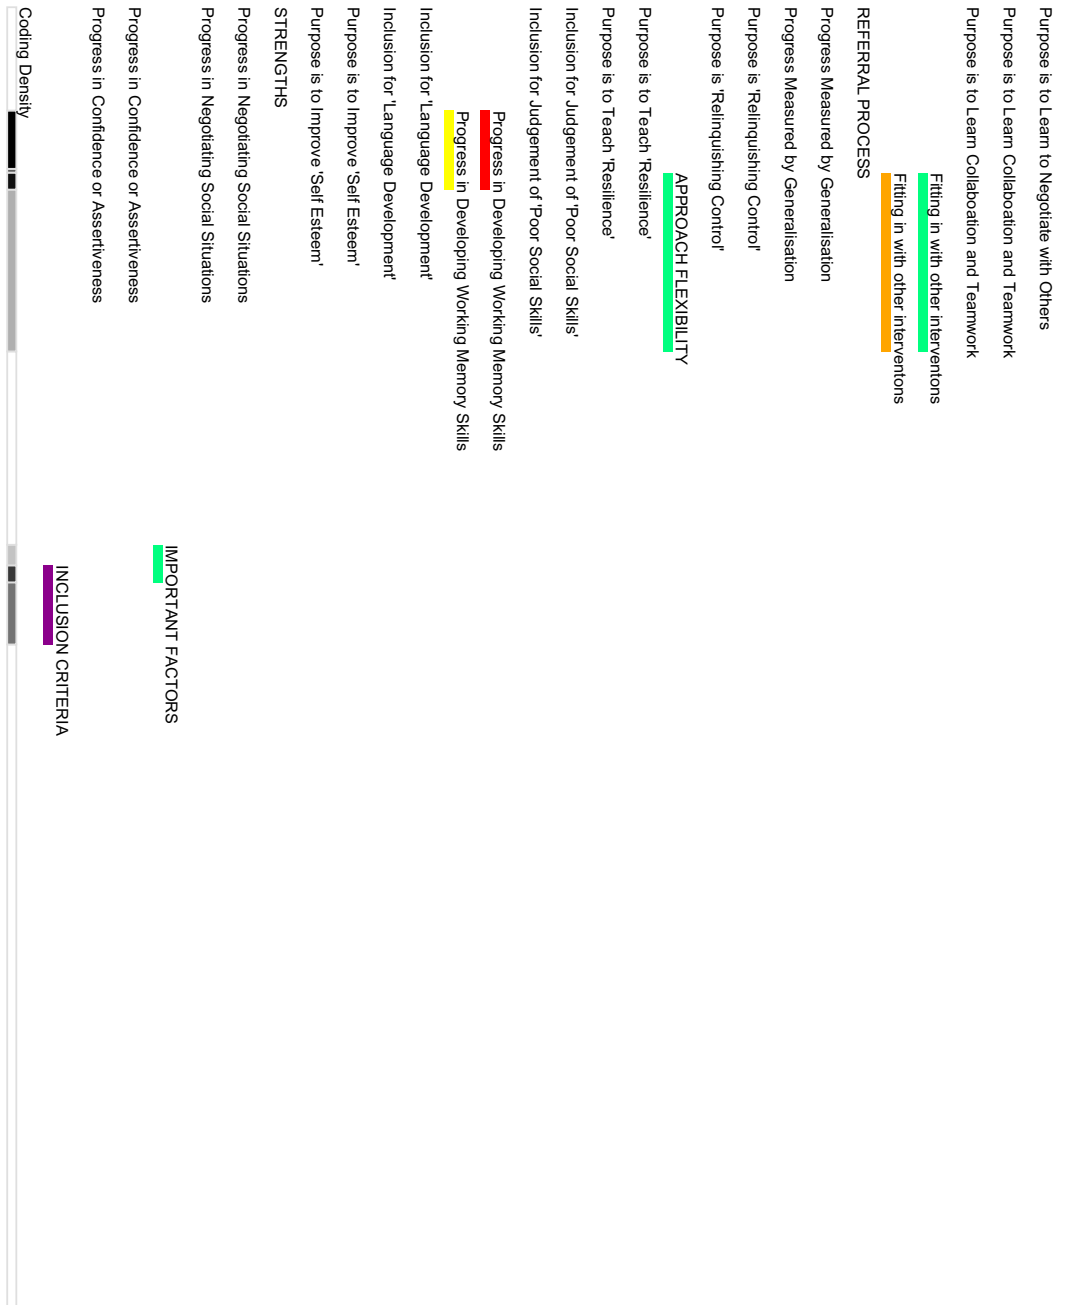 Purpose is to Learn to Negotiate with Others
Purpose is to Learn Collaboation and Teamwork
Purpose is to Learn Collaboation and Teamwork
Fitting in with other interventons
Fitting in with other interventons
REFERRAL PROCESS
Progress Measured by Generalisation
Progress Measured by Generalisation
Purpose is 'Relinquishing Control'
Purpose is 'Relinquishing Control'
APPROACH FLEXIBILITY
Purpose is to Teach 'Resilience'
Purpose is to Teach 'Resilience'
Inclusion for Judgement of 'Poor Social Skills'
Inclusion for Judgement of 'Poor Social Skills'
Progress in Developing Working Memory Skills
Progress in Developing Working Memory Skills
Inclusion for 'Language Development'
Inclusion for 'Language Development'
Purpose is to Improve 'Self Esteem'
Purpose is to Improve 'Self Esteem'
STRENGTHS
Progress in Negotiating Social Situations
Progress in Negotiating Social Situations
IMPORTANT FACTORS
Progress in Confidence or Assertiveness
Progress in Confidence or Assertiveness
INCLUSION CRITERIA
Coding Density